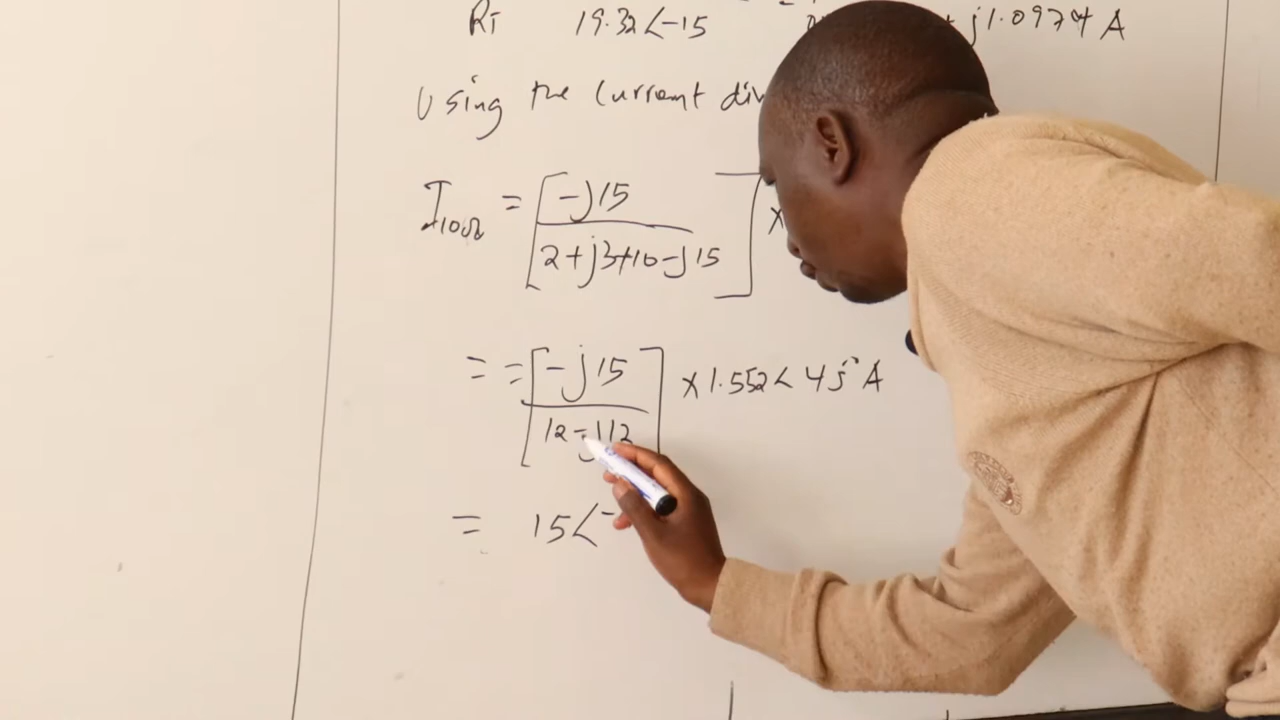 RT 19.32<-15 + j1.0974 A
Using the Current div
I10Ω = [-j15 ] ×
2+j3+10-j15
= = [-j15] ×1.552< 45° A
12-j12
= 15<-